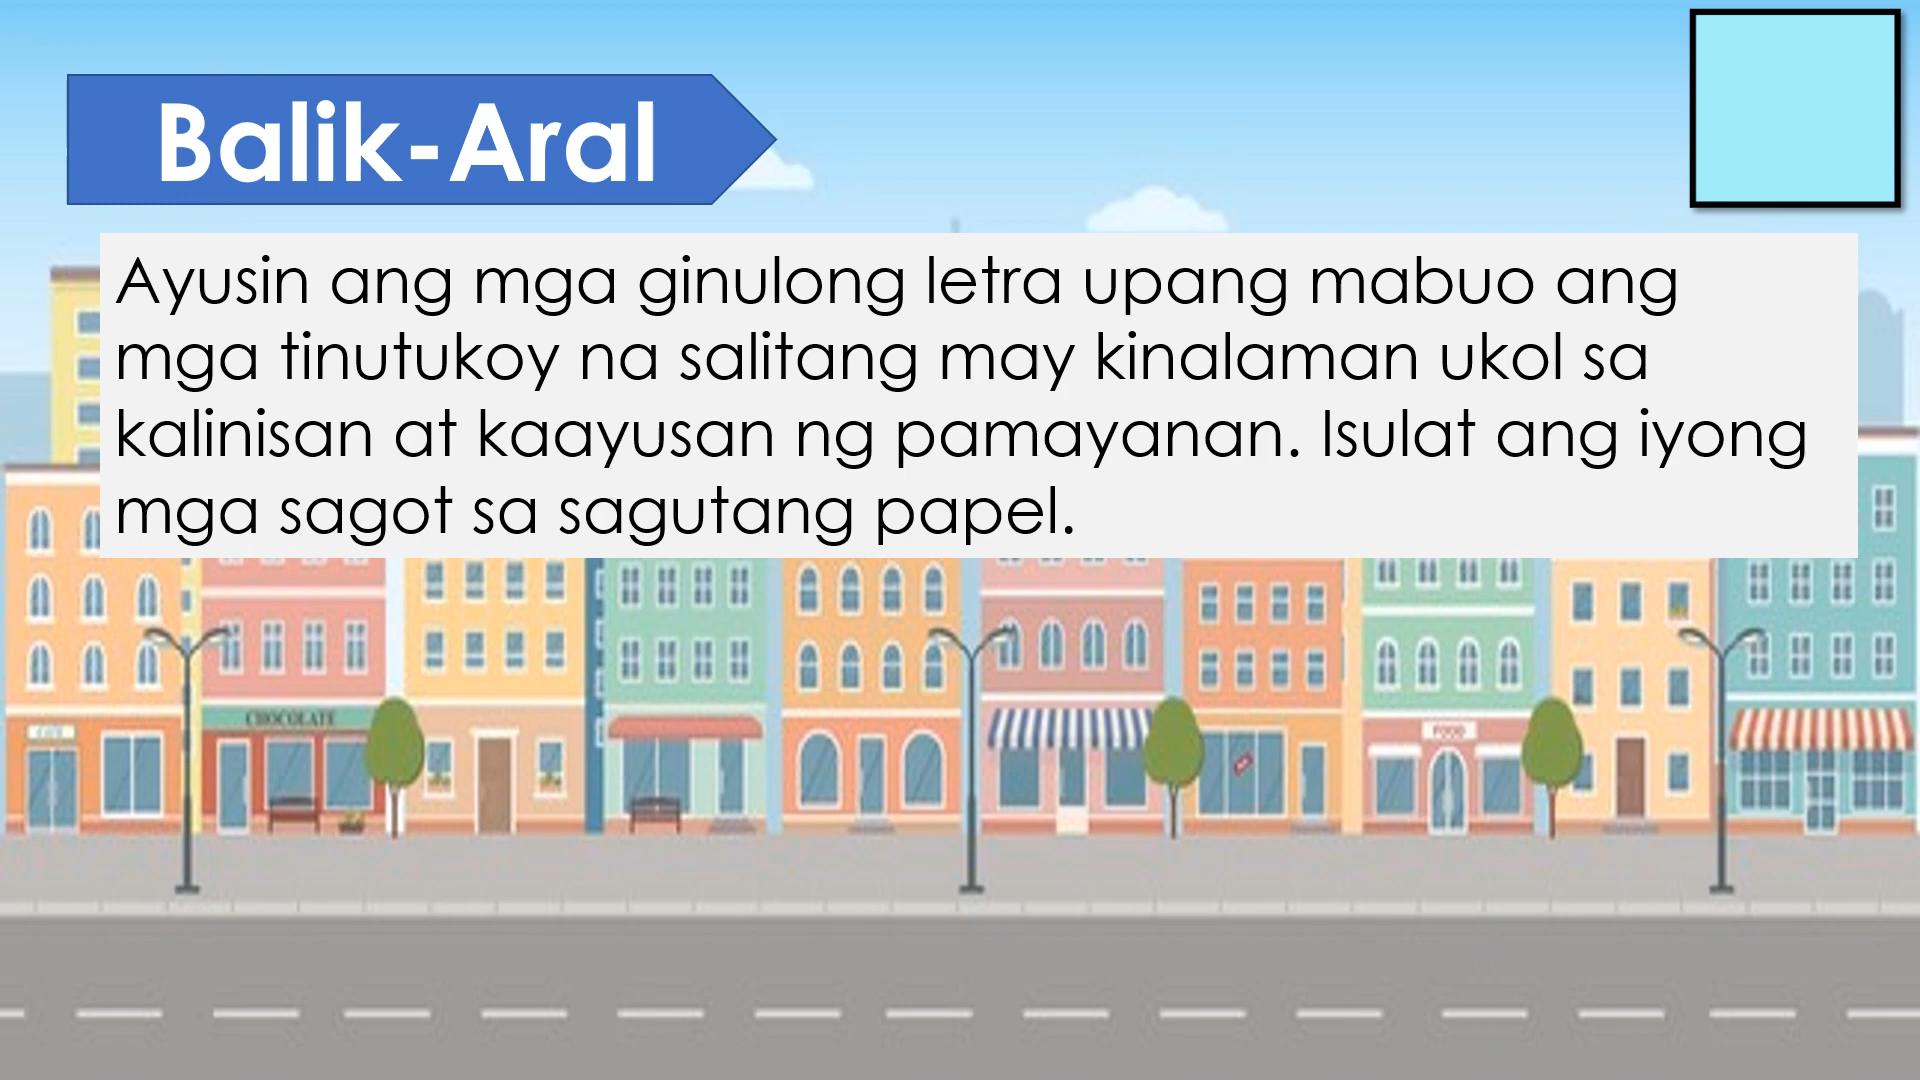 Balik-Aral
Ayusin ang mga ginulong letra upang mabuo ang
mga tinutukoy na salitang may kinalaman ukol sa
kalinisan at kaayusan ng pamayanan. Isulat ang iyong
mga sagot sa sagutang papel.
CHOCOLATE
FOOD